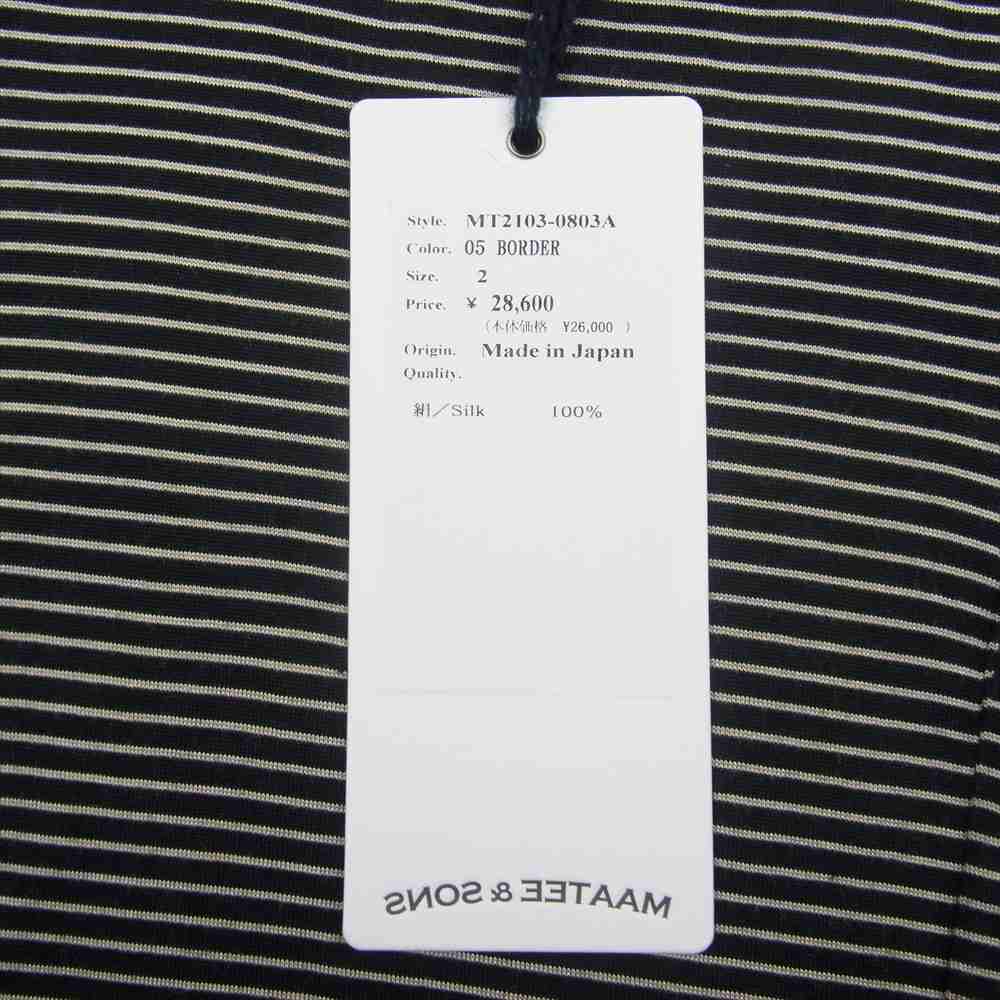 Style. MT2103-0803A
Color. 05 BORDER
Size. 2
Price. ¥ 28,600
(本体価格 ¥26,000 )
Origin. Made in Japan
Quality.
絹/Silk 100%
MAATEE & SONS